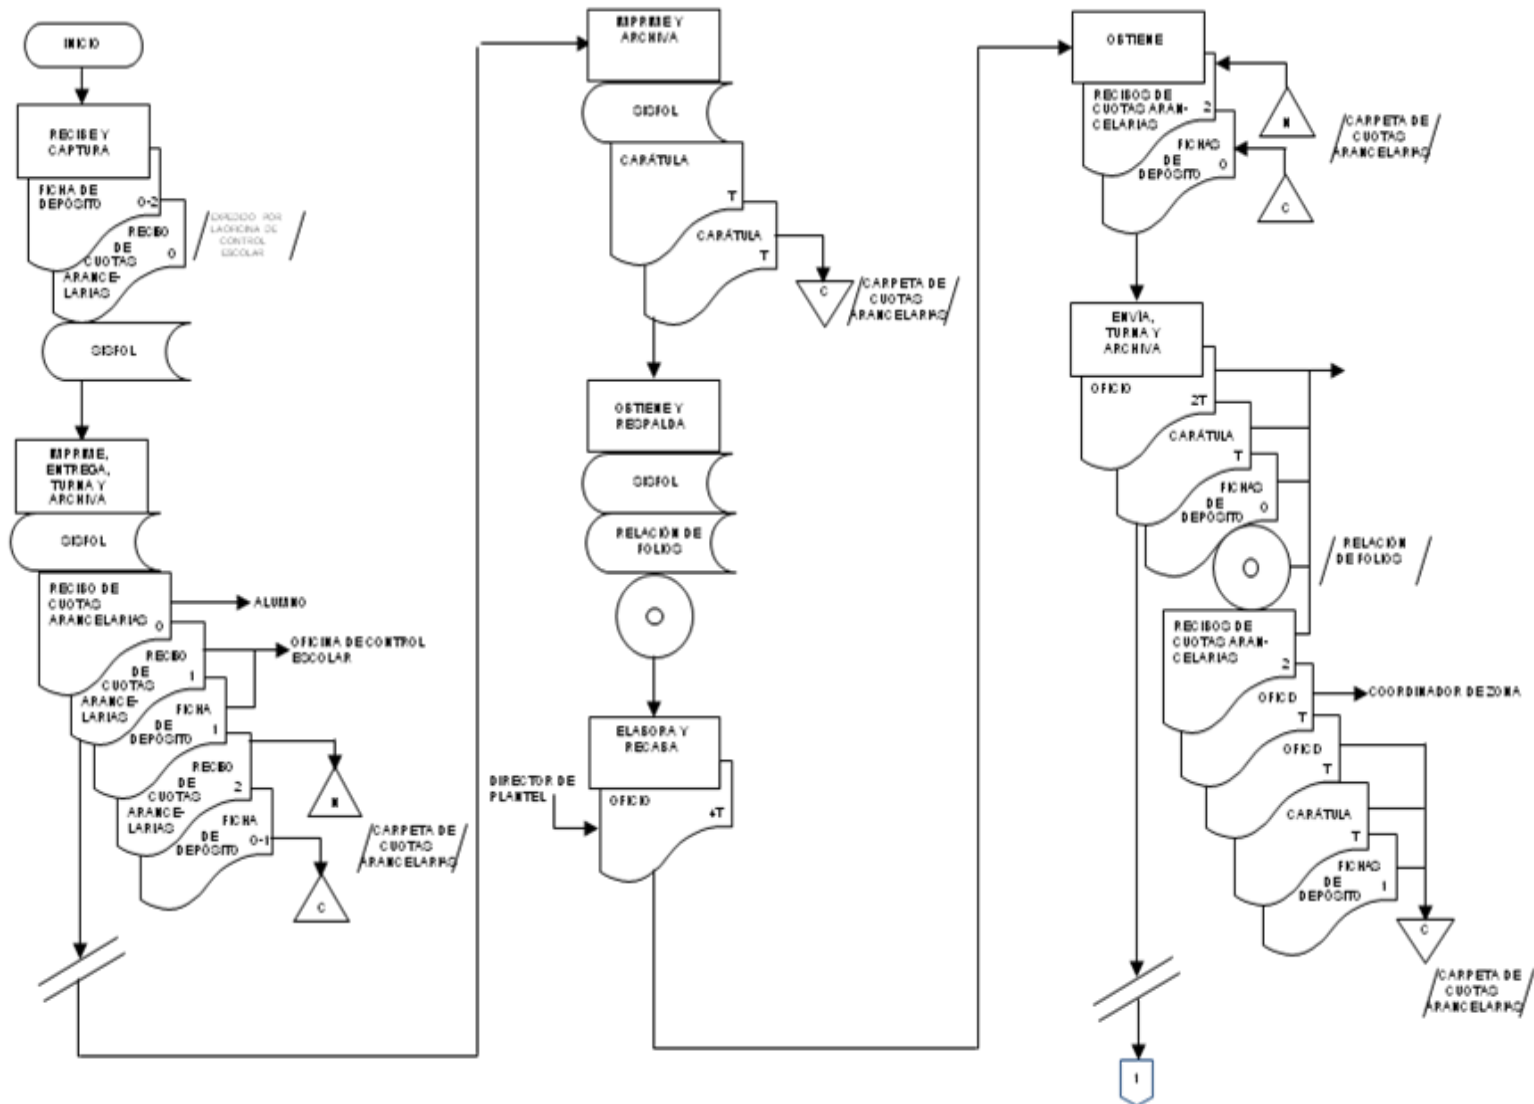 INICIO
RECIBE Y
CAPTURA
FICHA DE
DEPÓSITO
0-2
RECIBO
DE
CUOTAS
ARANCE-
LARIAS
0
EXPEDIDO POR
LA OFICINA DE
CONTROL
ESCOLAR
SISFOL
IMPRIME,
ENTREGA,
TURNA Y
ARCHIVA
SISFOL
RECIBO DE
CUOTAS
ARANCELARIAS
0
ALUMNO
RECIBO
DE
CUOTAS
ARANCE-
LARIAS
1
OFICINA DE CONTROL
ESCOLAR
FICHA
DE
DEPÓSITO
1
RECIBO
DE
CUOTAS
ARANCE-
LARIAS
2
N
FICHA
DE
DEPÓSITO
0-1
C
/CARPETA DE
CUOTAS
ARANCELARIAS/
IMPRIME Y
ARCHIVA
SISFOL
CARÁTULA
T
CARÁTULA
T
C
/CARPETA DE
CUOTAS
ARANCELARIAS/
OBTIENE Y
RESPALDA
SISFOL
RELACIÓN DE
FOLIOS
ELABORA Y
RECABA
DIRECTOR DE
PLANTEL
OFICIO
4T
OBTIENE
RECIBOS DE
CUOTAS ARAN-
CELARIAS
2
N
FICHAS
DE
DEPÓSITO
0
C
/CARPETA DE
CUOTAS
ARANCELARIAS/
ENVÍA,
TURNA Y
ARCHIVA
OFICIO
2T
CARÁTULA
T
FICHAS
DE
DEPÓSITO
0
/RELACIÓN
DE FOLIOS/
RECIBOS DE
CUOTAS ARAN-
CELARIAS
2
OFICIO
T
COORDINADOR DE ZONA
OFICIO
T
CARÁTULA
T
FICHAS
DE
DEPÓSITO
1
C
/CARPETA DE
CUOTAS
ARANCELARIAS/
1